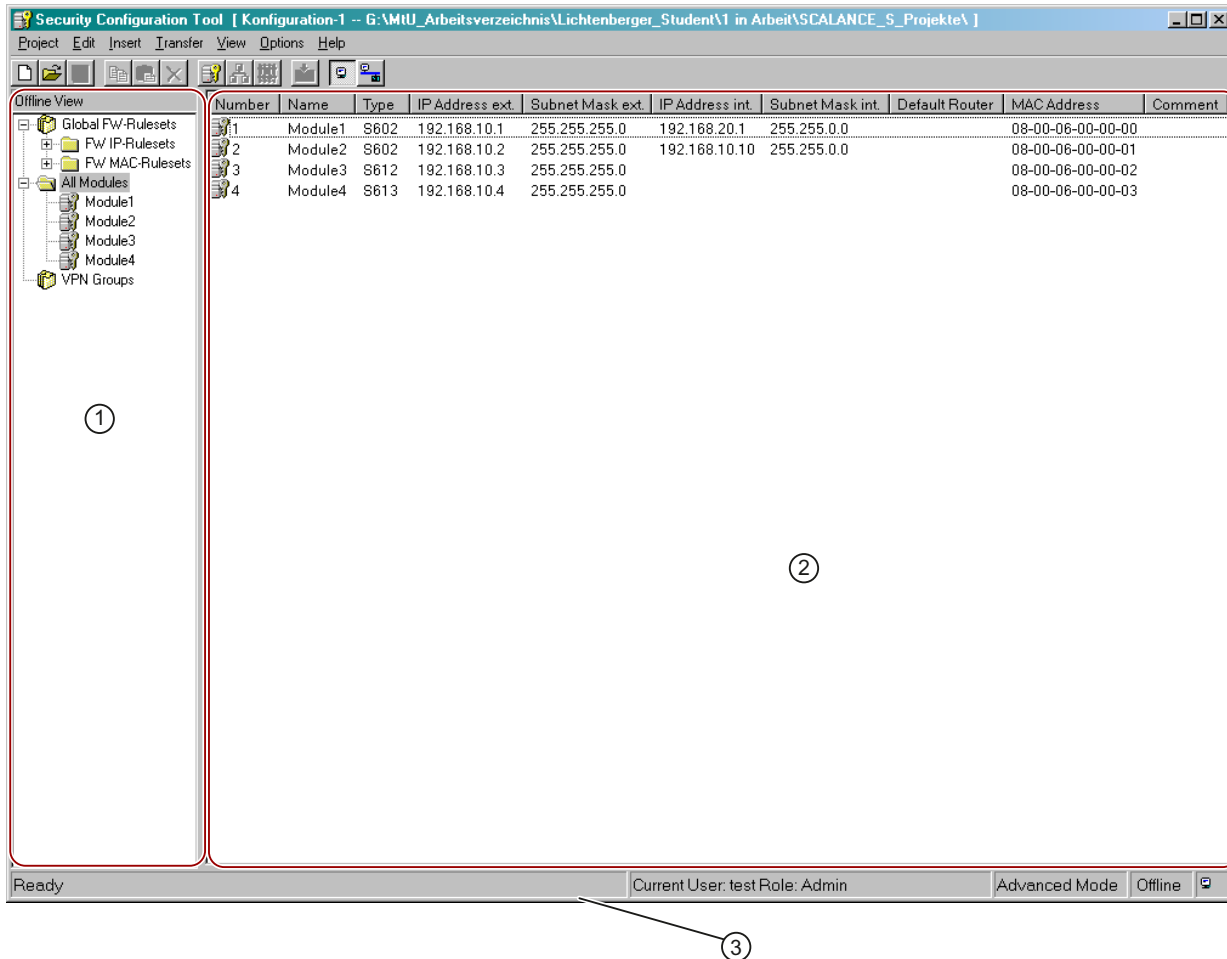 Security Configuration Tool [ Konfiguration-1 -- G:\MtU_Arbeitsverzeichnis\Lichtenberger_Student\1 in Arbeit\SCALANCE_S_Projekte\ ]
Project Edit Insert Transfer View Options Help
Offline View
Global FW-Rulesets
FW IP-Rulesets
FW MAC-Rulesets
All Modules
Module1
Module2
Module3
Module4
VPN Groups
1
Number Name Type IP Address ext. Subnet Mask ext. IP Address int. Subnet Mask int. Default Router MAC Address Comment
1 Module1 S602 192.168.10.1 255.255.255.0 192.168.20.1 255.255.0.0 08-00-06-00-00-00
2 Module2 S602 192.168.10.2 255.255.255.0 192.168.10.10 255.255.0.0 08-00-06-00-00-01
3 Module3 S612 192.168.10.3 255.255.255.0 08-00-06-00-00-02
4 Module4 S613 192.168.10.4 255.255.255.0 08-00-06-00-00-03
2
Ready Current User: test Role: Admin Advanced Mode Offline
3